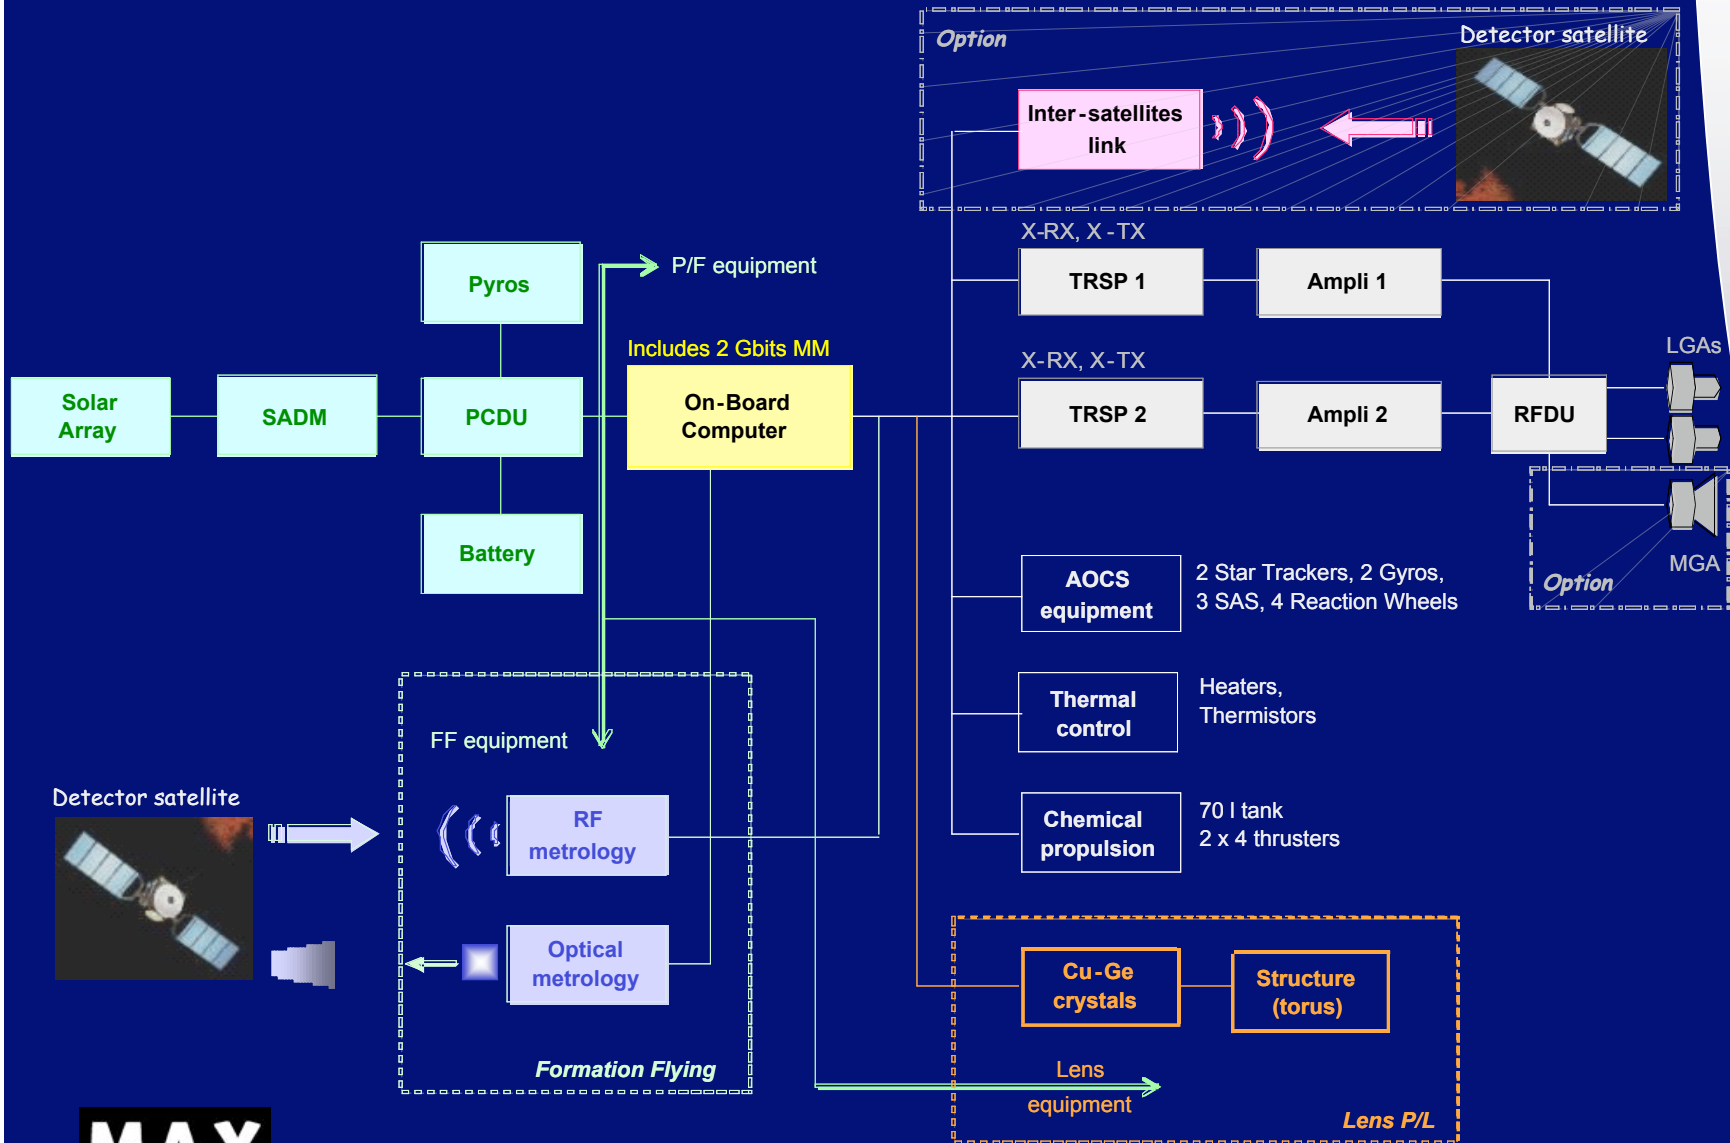 Option
Detector satellite
Inter-satellites
link
X-RX, X-TX
TRSP 1
Ampli 1
Pyros
P/F equipment
Includes 2 Gbits MM
X-RX, X-TX
LGAs
Solar
Array
SADM
PCDU
On-Board
Computer
TRSP 2
Ampli 2
RFDU
Battery
MGA
Option
AOCS
equipment
2 Star Trackers, 2 Gyros,
3 SAS, 4 Reaction Wheels
Thermal
control
Heaters,
Thermistors
FF equipment
Detector satellite
RF
metrology
Chemical
propulsion
70 l tank
2 x 4 thrusters
Optical
metrology
Cu-Ge
crystals
Structure
(torus)
Formation Flying
Lens
equipment
Lens P/L
MAX